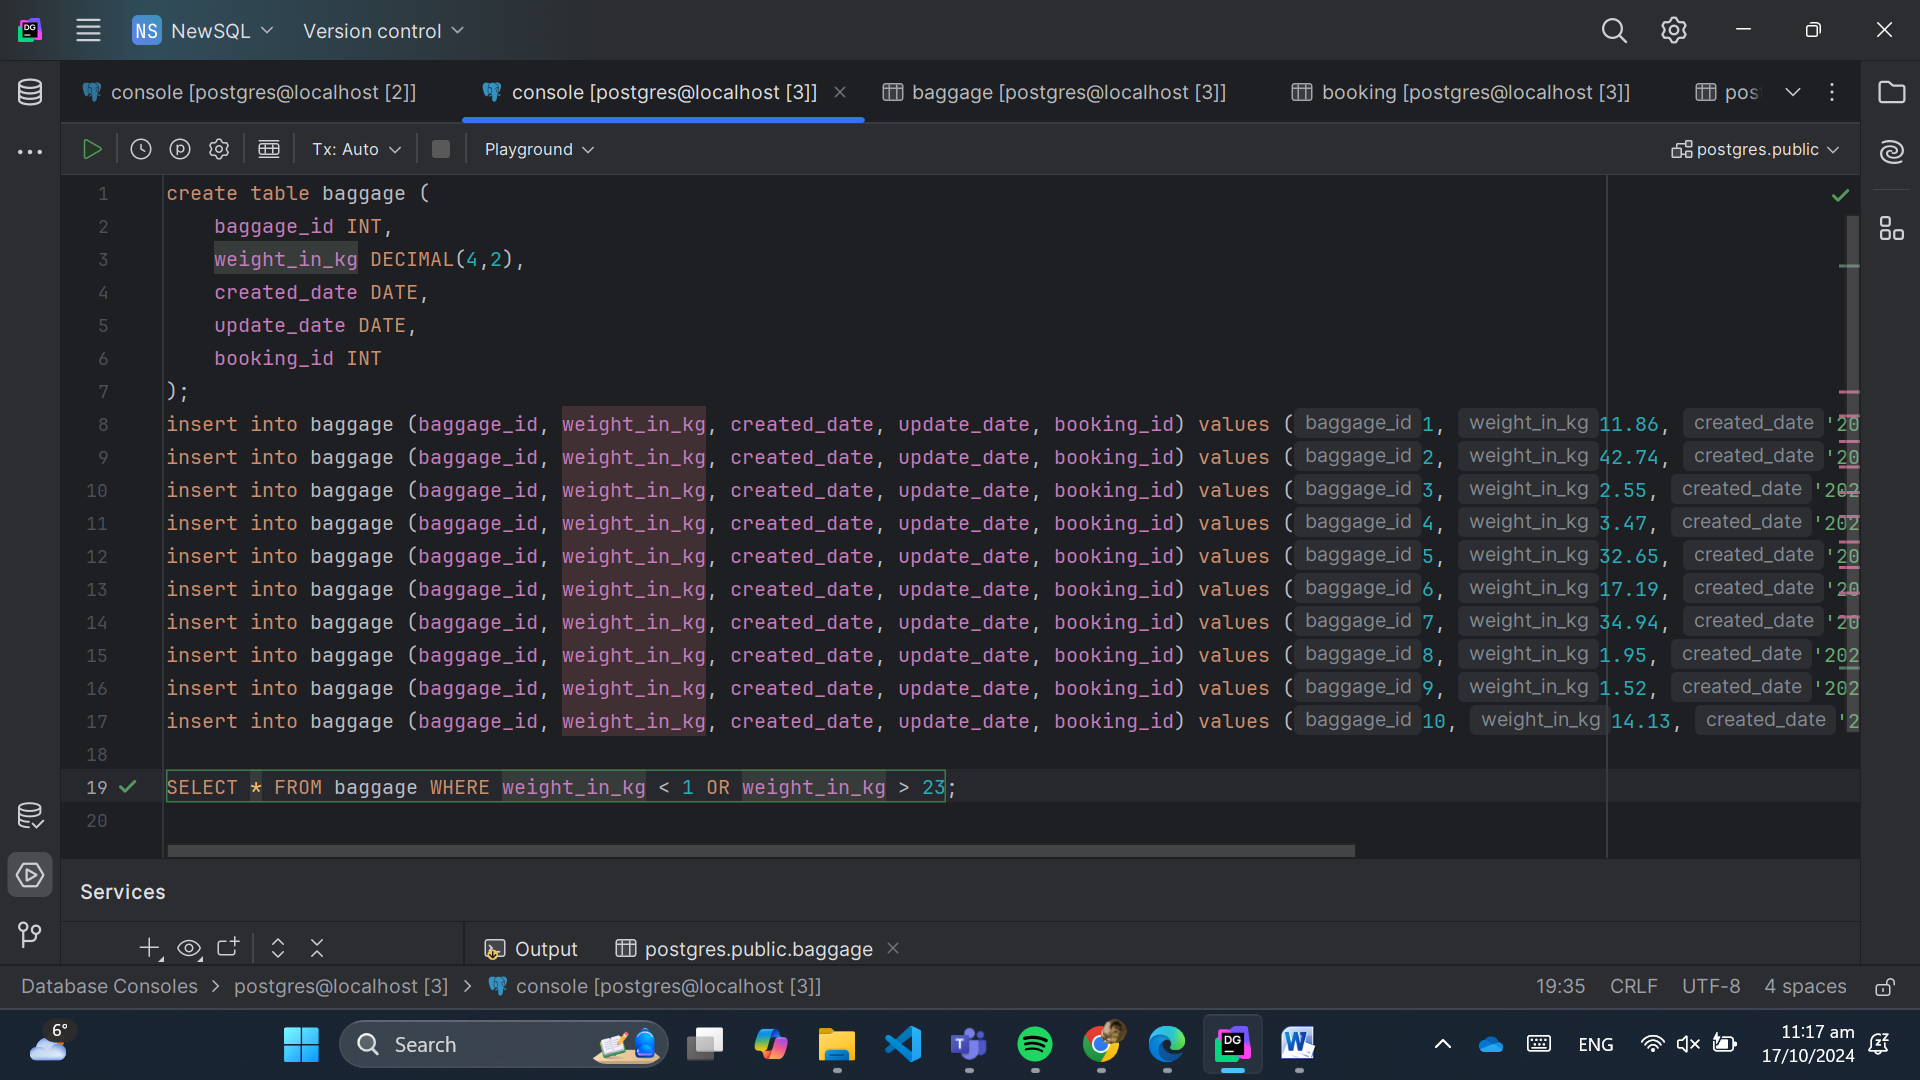 NS NewSQL Version control
console [postgres@localhost [2]] console [postgres@localhost [3]] baggage [postgres@localhost [3]] booking [postgres@localhost [3]] pos
Tx: Auto Playground postgres.public
1 create table baggage (
2 baggage_id INT,
3 weight_in_kg DECIMAL(4,2),
4 created_date DATE,
5 update_date DATE,
6 booking_id INT
7 );
8 insert into baggage (baggage_id, weight_in_kg, created_date, update_date, booking_id) values ( baggage_id 1, weight_in_kg 11.86, created_date '20
9 insert into baggage (baggage_id, weight_in_kg, created_date, update_date, booking_id) values ( baggage_id 2, weight_in_kg 42.74, created_date '20
10 insert into baggage (baggage_id, weight_in_kg, created_date, update_date, booking_id) values ( baggage_id 3, weight_in_kg 2.55, created_date '202
11 insert into baggage (baggage_id, weight_in_kg, created_date, update_date, booking_id) values ( baggage_id 4, weight_in_kg 3.47, created_date '202
12 insert into baggage (baggage_id, weight_in_kg, created_date, update_date, booking_id) values ( baggage_id 5, weight_in_kg 32.65, created_date '20
13 insert into baggage (baggage_id, weight_in_kg, created_date, update_date, booking_id) values ( baggage_id 6, weight_in_kg 17.19, created_date '20
14 insert into baggage (baggage_id, weight_in_kg, created_date, update_date, booking_id) values ( baggage_id 7, weight_in_kg 34.94, created_date '20
15 insert into baggage (baggage_id, weight_in_kg, created_date, update_date, booking_id) values ( baggage_id 8, weight_in_kg 1.95, created_date '202
16 insert into baggage (baggage_id, weight_in_kg, created_date, update_date, booking_id) values ( baggage_id 9, weight_in_kg 1.52, created_date '202
17 insert into baggage (baggage_id, weight_in_kg, created_date, update_date, booking_id) values ( baggage_id 10, weight_in_kg 14.13, created_date '2
18
19 SELECT * FROM baggage WHERE weight_in_kg < 1 OR weight_in_kg > 23;
20
Services
Output postgres.public.baggage
Database Consoles > postgres@localhost [3] > console [postgres@localhost [3]] 19:35 CRLF UTF-8 4 spaces
6° Search DG ENG 11:17 am
17/10/2024